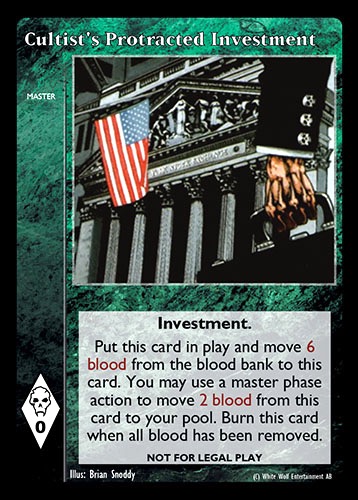 Cultist's Protracted Investment
MASTER
Investment.
Put this card in play and move 6
blood from the blood bank to this
card. You may use a master phase
action to move 2 blood from this
card to your pool. Burn this card
when all blood has been removed.
NOT FOR LEGAL PLAY
0
Illus: Brian Snoddy
(C) White Wolf Entertainment AB